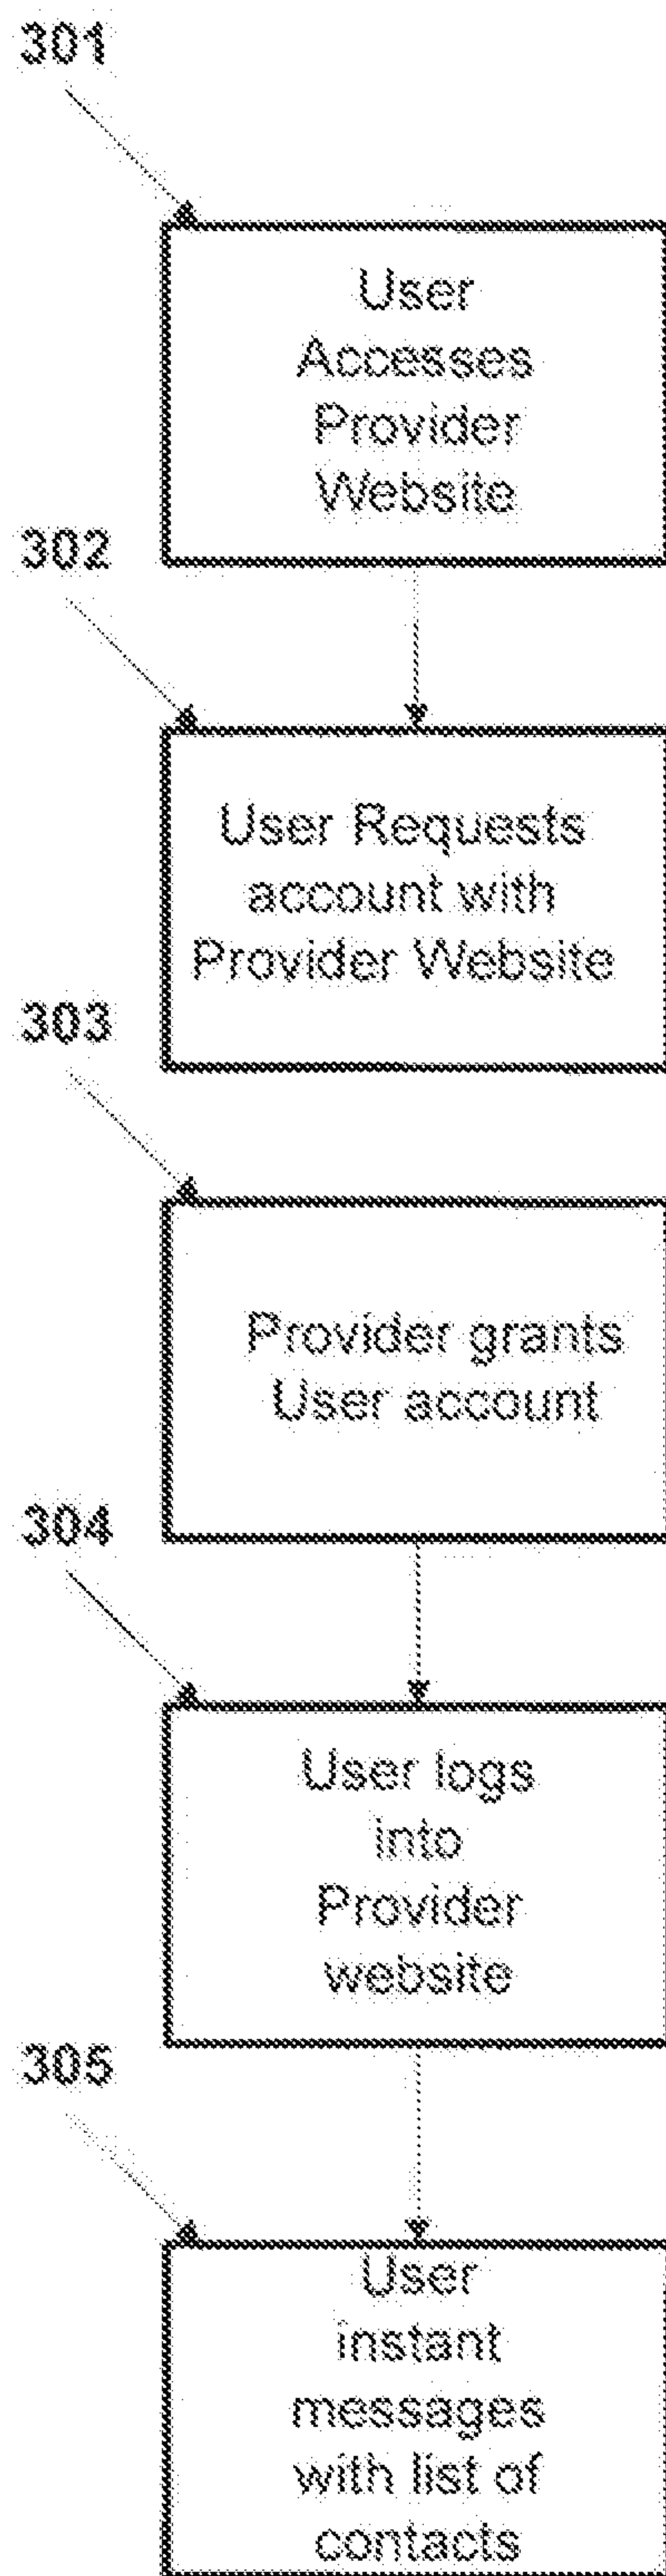 301
User
Accesses
Provider
Website
302
User Requests
account with
Provider Website
303
Provider grants
User account
304
User logs
into
Provider
website
305
User
instant
messages
with list of
contacts